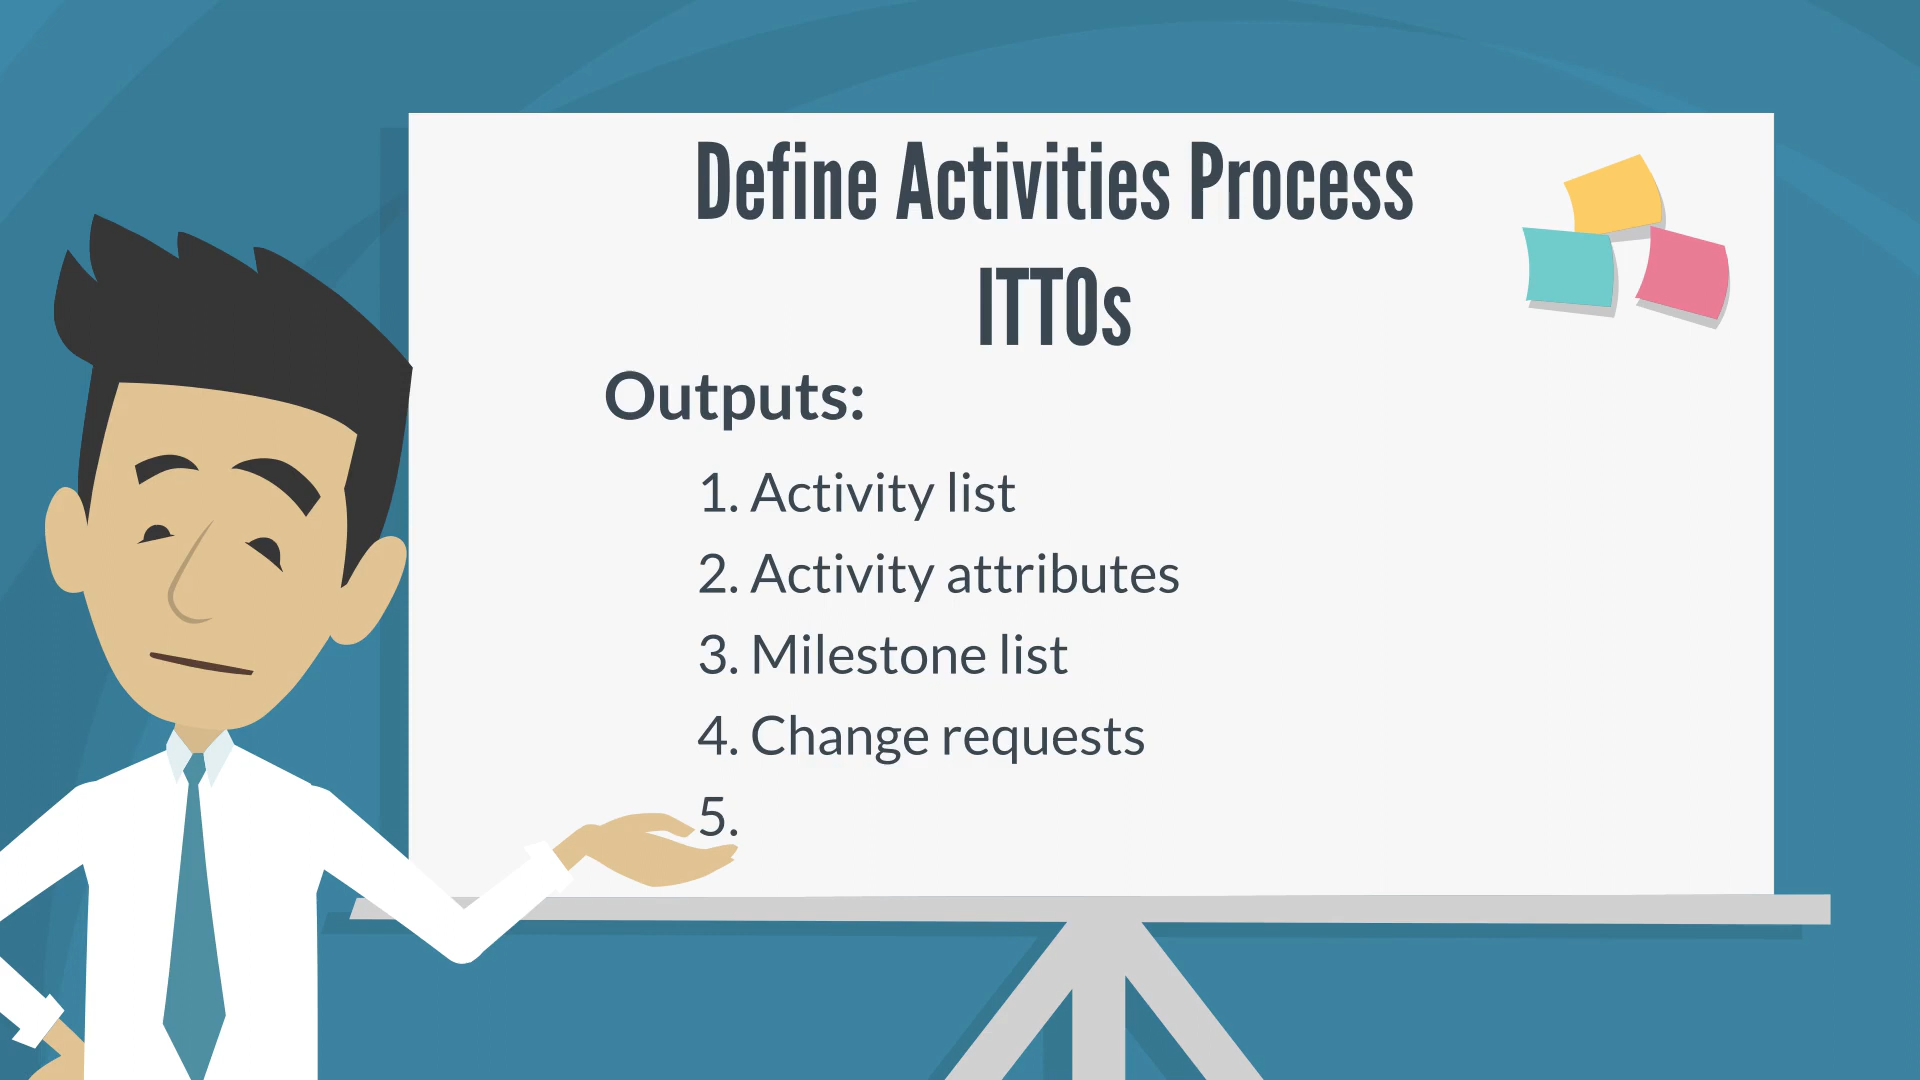 Define Activities Process
ITTOs
Outputs:
1. Activity list
2. Activity attributes
3. Milestone list
4. Change requests
5.